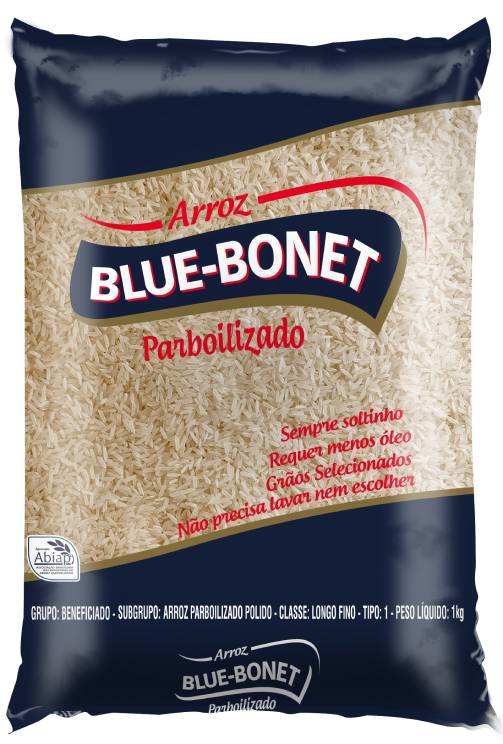 Arroz
BLUE-BONET
Parboilizado
Sempre soltinho
Requer menos óleo
Grãos Selecionados
Não precisa lavar nem escolher
Abiap
GRUPO: BENEFICIADO - SUBGRUPO: ARROZ PARBOILIZADO POLIDO - CLASSE: LONGO FINO - TIPO: 1 - PESO LÍQUIDO: 1kg
Arroz
BLUE-BONET
Parboilizado